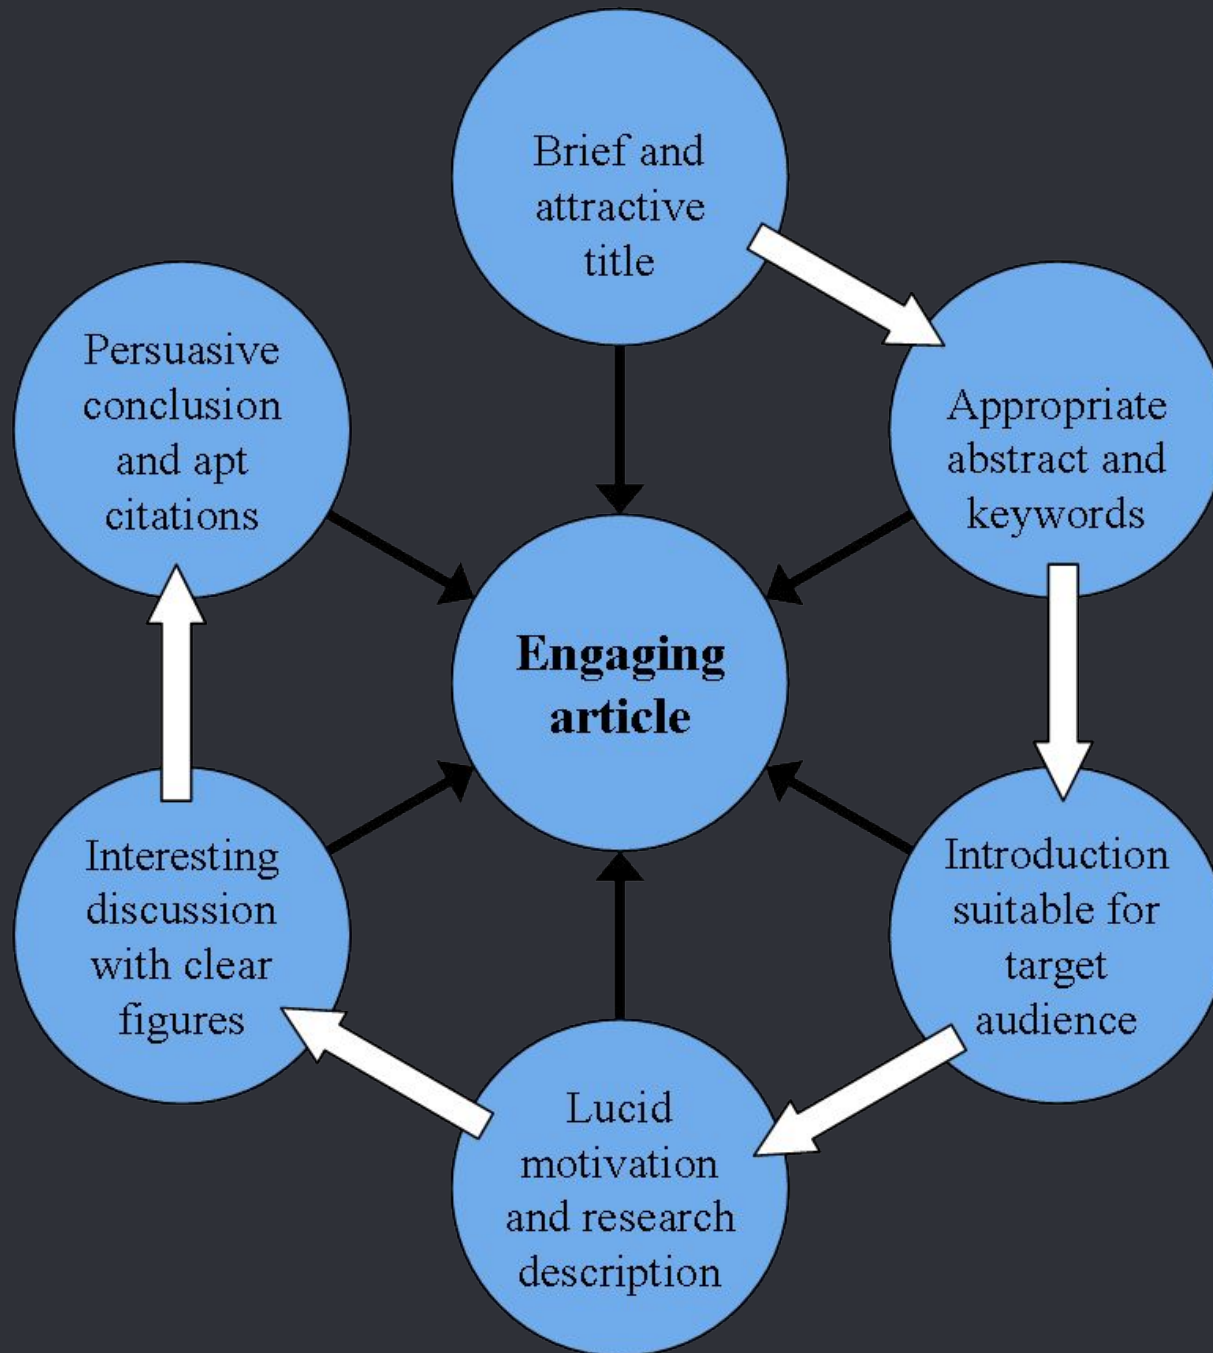 Brief and
attractive
title
Appropriate
abstract and
keywords
Introduction
suitable for
target
audience
Lucid
motivation
and research
description
Interesting
discussion
with clear
figures
Persuasive
conclusion
and apt
citations
Engaging
article